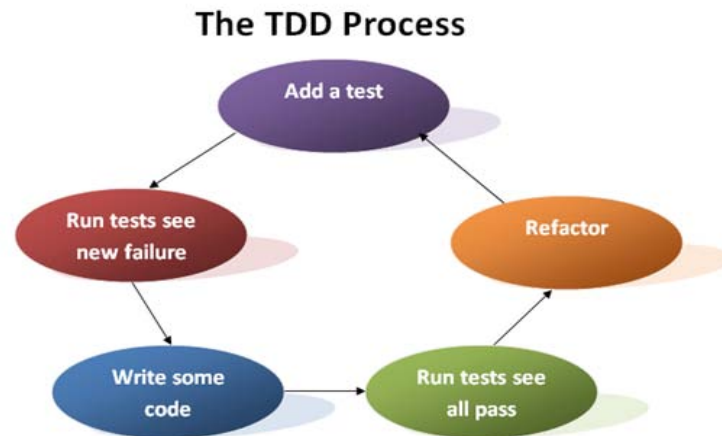 The TDD Process
Add a test
Run tests see
new failure
Refactor
Write some
code
Run tests see
all pass